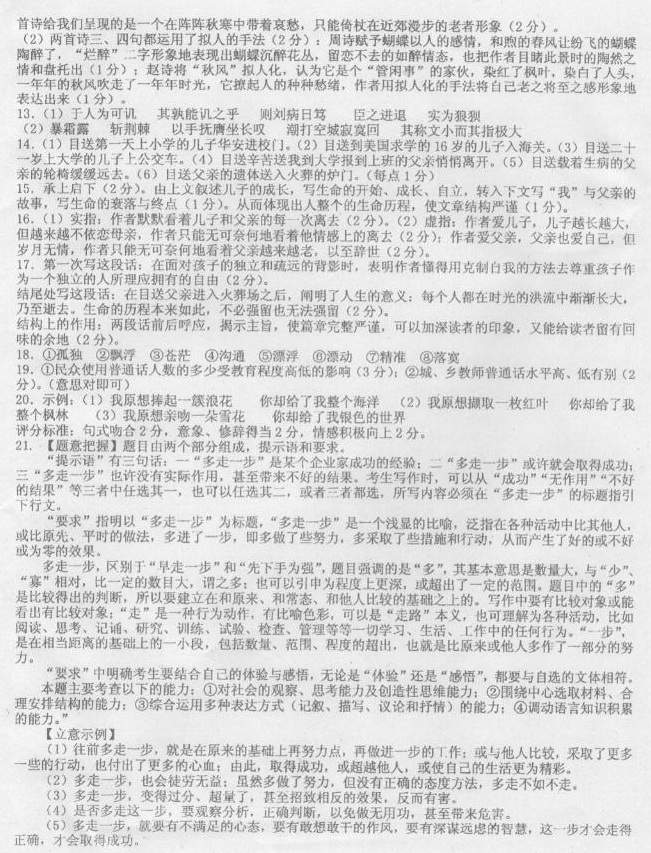 首诗给我们呈现的是一个在阵阵秋寒中带着哀愁，只能倚杖在近郊漫步的老者形象（2分）。
（2）两首诗三、四句都运用了拟人的手法（2分）：周诗赋予蝴蝶以人的感情，和煦的春风让纷飞的蝴蝶
陶醉了，“烂醉”二字形象地表现出蝴蝶沉醉花丛，留恋不去的如醉情态，也把作者目睹此景时的陶然之
情和盘托出（1分）；赵诗将“秋风”拟人化，认为它是个“管闲事”的家伙，染红了枫叶，染白了人头，
一年年的秋风吹走了一年年时光，它撩起人的种种愁绪，作者用拟人化的手法将自己老之将至之感形象地
表达出来（1分）。
13.（1）于人为可讥　其孰能讥之乎　则刘病日笃　臣之进退　实为狼狈
（2）暴霜露　斩荆棘　以手抚膺坐长叹　潮打空城寂寞回　其称文小而其指极大
14.（1）目送第一天上小学的儿子华安进校门。（2）目送到美国求学的16岁的儿子入海关。（3）目送二十
一岁上大学的儿子上公交车。（4）目送辛苦送我到大学报到上班的父亲悄悄离开。（5）目送载着生病的父
亲的轮椅缓缓远去。（6）目送父亲的遗体送入火葬的炉门。（每点1分）
15. 承上启下（2分）。由上文叙述儿子的成长，写生命的开始、成长、自立，转入下文写“我”与父亲的
故事，写生命的衰落与终点（1分）。从而体现出人整个的生命历程，使文章结构严谨（1分）。
16.（1）实指：作者默默看着儿子和父亲的每一次离去（2分）。（2）虚指：作者爱儿子，儿子越长越大，
但越来越不依恋母亲，作者只能无可奈何地看着他情感上的离去（2分）；作者爱父亲，父亲也爱自己，但
岁月无情，作者只能无可奈何地看着父亲越来越老，以至辞世（2分）。
17. 第一次写这段话：在面对孩子的独立和疏远的背影时，表明作者懂得用克制自我的方法去尊重孩子作
为一个独立的人所理应拥有的自由（2分）。
结尾处写这段话：在目送父亲进入火葬场之后，阐明了人生的意义：每个人都在时光的洪流中渐渐长大，
乃至逝去。生命的历程本来如此，不必强留也无法强留（2分）。
结构上的作用：两段话前后呼应，揭示主旨，使篇章完整严谨，可以加深读者的印象，又能给读者留有回
味的余地（2分）。
18. ①孤独　②飘浮　③苍茫　④沟通　⑤漂浮　⑥漂动　⑦精准　⑧落寞
19. ①民众使用普通话人数的多少受教育程度高低的影响（3分）；②城、乡教师普通话水平高、低有别（2
分）。（意思对即可）
20. 示例：（1）我原想捧起一簇浪花　你却给了我整个海洋　（2）我原想撷取一枚红叶　你却给了我
整个枫林　（3）我原想亲吻一朵雪花　你却给了我银色的世界
评分标准：句式吻合2分，意象、修辞得当2分，情感积极向上2分。
21. 【题意把握】题目由两个部分组成，提示语和要求。
“提示语”有三句话：一“多走一步”是某个企业家成功的经验；二“多走一步”或许就会取得成功；
三“多走一步”也许没有实际作用，甚至带来不好的结果。考生写作时，可以从“成功”“无作用”“不好
的结果”等三者中任选其一，也可以任选其二，或者三者都选，所写内容必须在“多走一步”的标题指引
下行文。
“要求”指明以“多走一步”为标题，“多走一步”是一个浅显的比喻，泛指在各种活动中比其他人，
或比原先、平时的做法，多进了一步，即多做了些努力，多采取了些措施和行动，从而产生了好的或不好
或为零的效果。
多走一步，区别于“早走一步”和“先下手为强”，题目强调的是“多”，其基本意思是数量大，与“少”、
“寡”相对，比一定的数目大，谓之多；也可以引申为程度上更深，或超出了一定的范围。题目中的“多”
是比较得出的判断，所以要建立在和原来、和常态、和他人比较的基础之上的。写作中要有比较对象或能
看出有比较对象；“走”是一种行为动作，有比喻色彩，可以是“走路”本义，也可理解为各种活动，比如
阅读、思考、记诵、研究、训练、试验、检查、管理等等一切学习、生活、工作中的任何行为。“一步”，
是在相当距离的基础上的一小段，包括数量、范围、程度的超出，也就是比原来或他人多作了一部分的努
力。
“要求”中明确考生要结合自己的体验与感悟，无论是“体验”还是“感悟”，都要与自选的文体相符。
本题主要考查以下的能力：①对社会的观察、思考能力及创造性思维能力；②围绕中心选取材料、合
理安排结构的能力；③综合运用多种表达方式（记叙、描写、议论和抒情）的能力；④调动语言知识积累
的能力。”
【立意示例】
（1）往前多走一步，就是在原来的基础上再努力点，再做进一步的工作；或与他人比较，采取了更多
一些的行动，也付出了更多的心血；由此，取得成功，或超越他人，或使自己的生活更为精彩。
（2）多走一步，也会徒劳无益；虽然多做了努力，但没有正确的态度方法，多走不如不走。
（3）多走一步，变得过分、超量了，甚至招致相反的效果，反而有害。
（4）是否多走这一步，要观察分析，正确判断，以免做无用功，甚至带来危害。
（5）多走一步，就要有不满足的心态，要有敢想敢干的作风，要有深谋远虑的智慧，这一步才会走得
正确，才会取得成功。